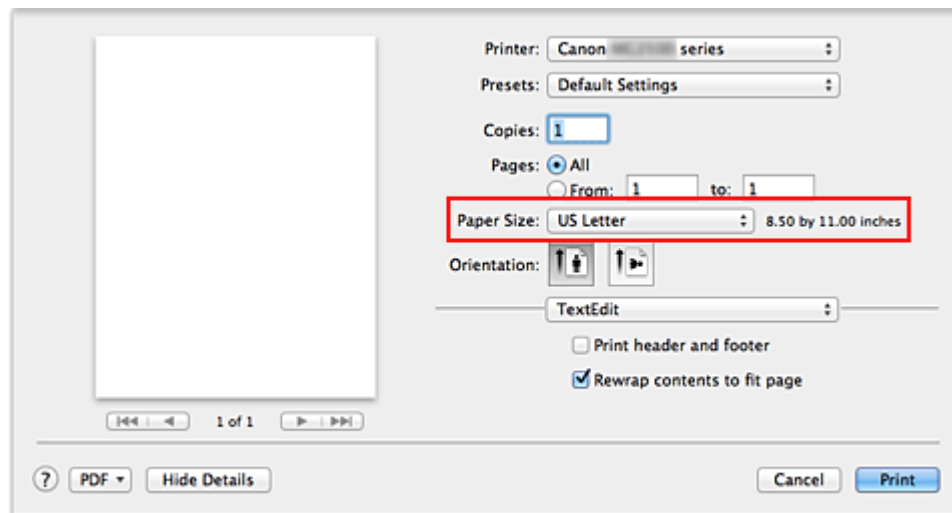 Printer: Canon series
Presets: Default Settings
Copies: 1
Pages: All
From: 1 to: 1
Paper Size: US Letter 8.50 by 11.00 inches
Orientation:
TextEdit
Print header and footer
Rewrap contents to fit page
1 of 1
? PDF Hide Details Cancel Print